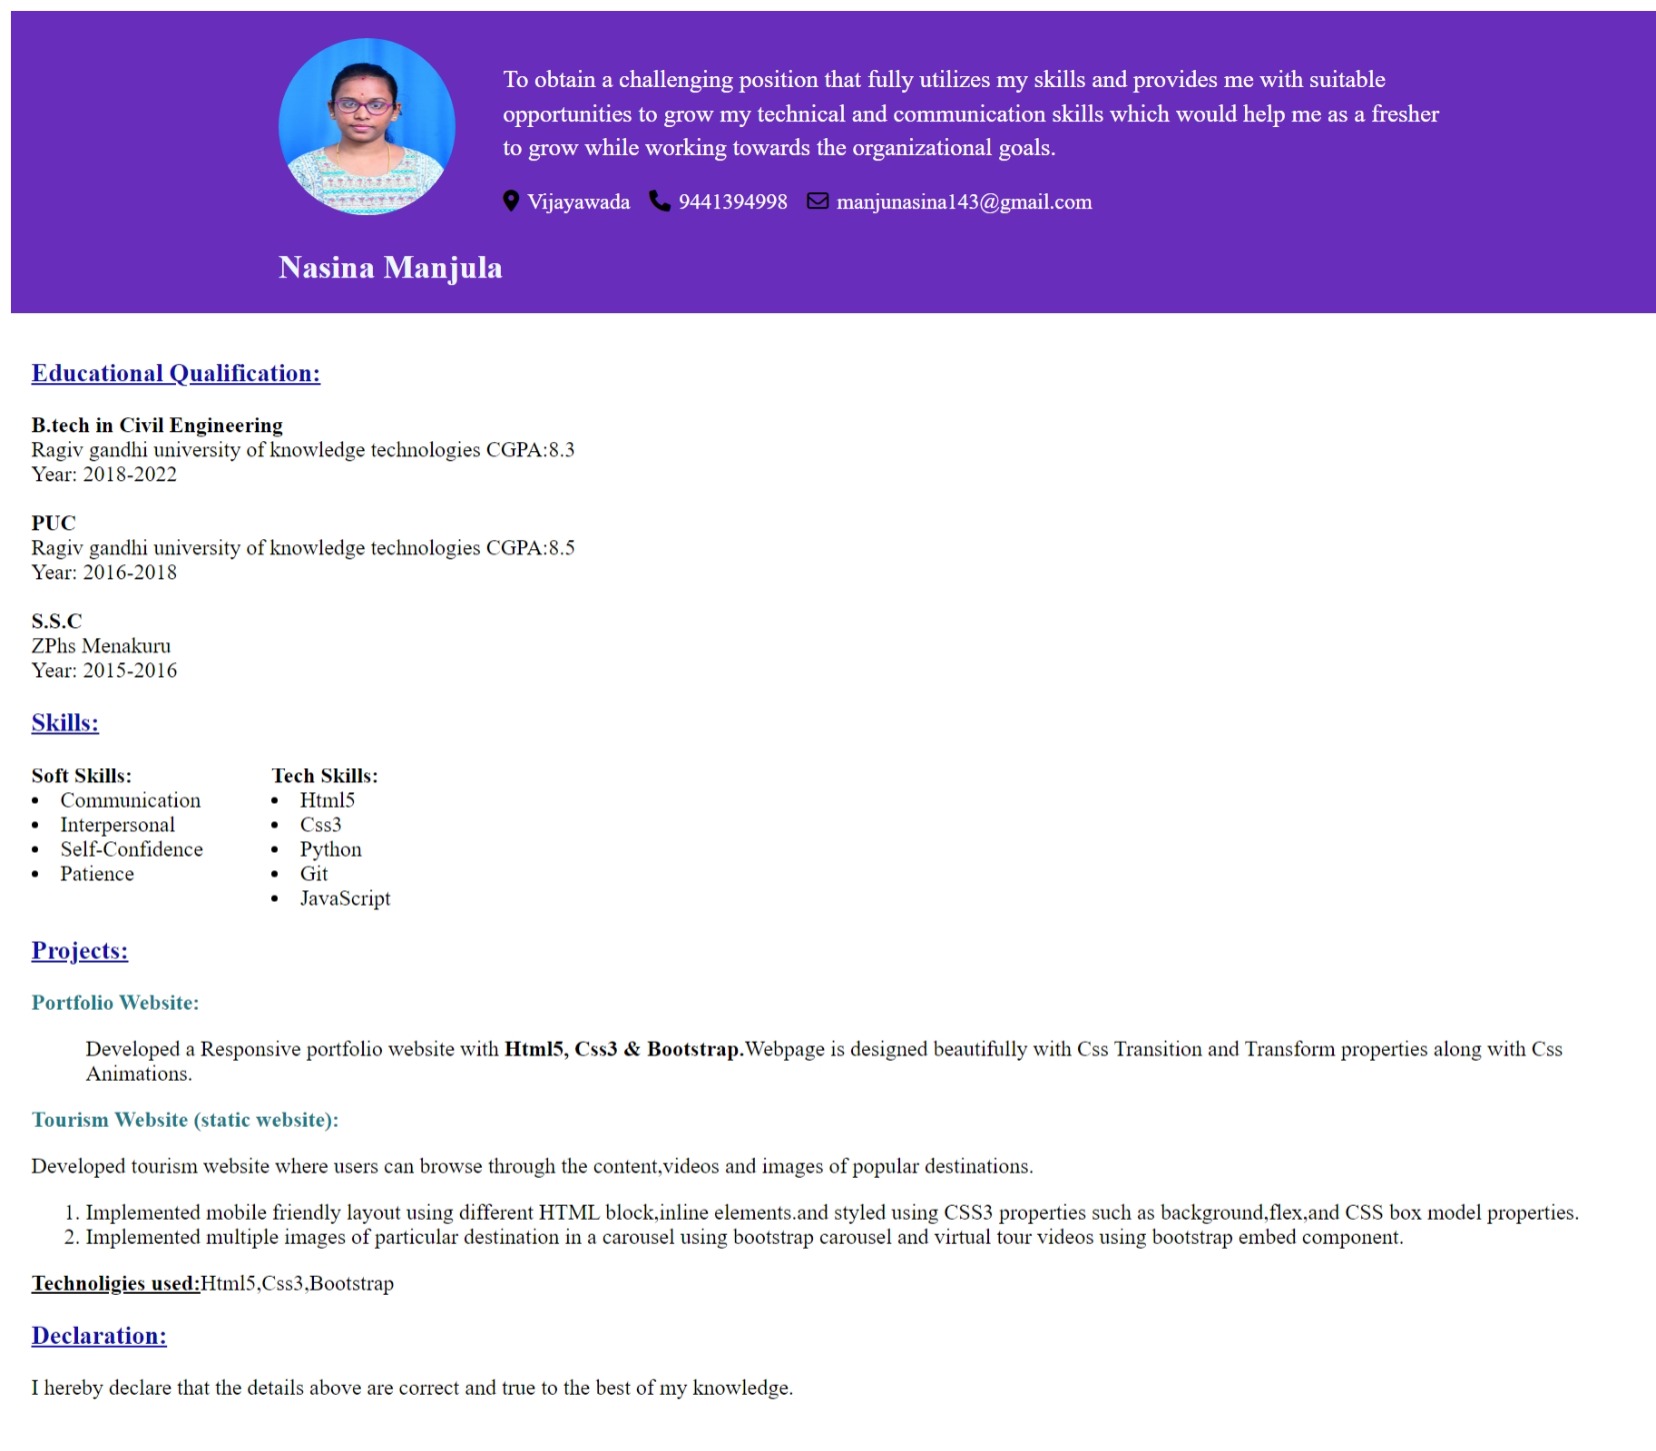 To obtain a challenging position that fully utilizes my skills and provides me with suitable
opportunities to grow my technical and communication skills which would help me as a fresher
to grow while working towards the organizational goals.
Vijayawada 9441394998 manjunasina143@gmail.com
Nasina Manjula
Educational Qualification:
B.tech in Civil Engineering
Ragiv gandhi university of knowledge technologies CGPA:8.3
Year: 2018-2022
PUC
Ragiv gandhi university of knowledge technologies CGPA:8.5
Year: 2016-2018
S.S.C
ZPhs Menakuru
Year: 2015-2016
Skills:
Soft Skills:
• Communication
• Interpersonal
• Self-Confidence
• Patience
Tech Skills:
• Html5
• Css3
• Python
• Git
• JavaScript
Projects:
Portfolio Website:
Developed a Responsive portfolio website with Html5, Css3 & Bootstrap.Webpage is designed beautifully with Css Transition and Transform properties along with Css
Animations.
Tourism Website (static website):
Developed tourism website where users can browse through the content,videos and images of popular destinations.
1. Implemented mobile friendly layout using different HTML block,inline elements.and styled using CSS3 properties such as background,flex,and CSS box model properties.
2. Implemented multiple images of particular destination in a carousel using bootstrap carousel and virtual tour videos using bootstrap embed component.
Technoligies used:Html5,Css3,Bootstrap
Declaration:
I hereby declare that the details above are correct and true to the best of my knowledge.